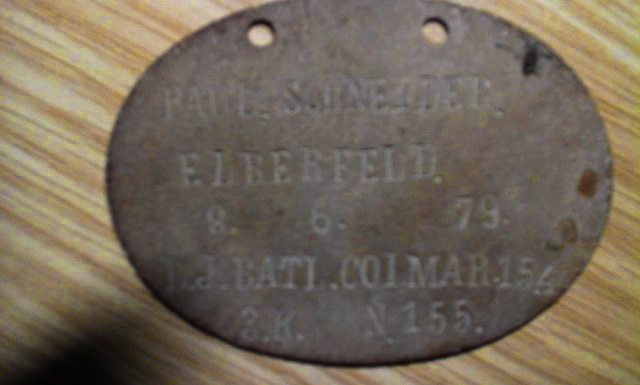 PAUL. SCHNEIDER.
ELBERFELD.
8. 6. 79.
L.J.BATL.COLMAR.154
3.K. N.155.